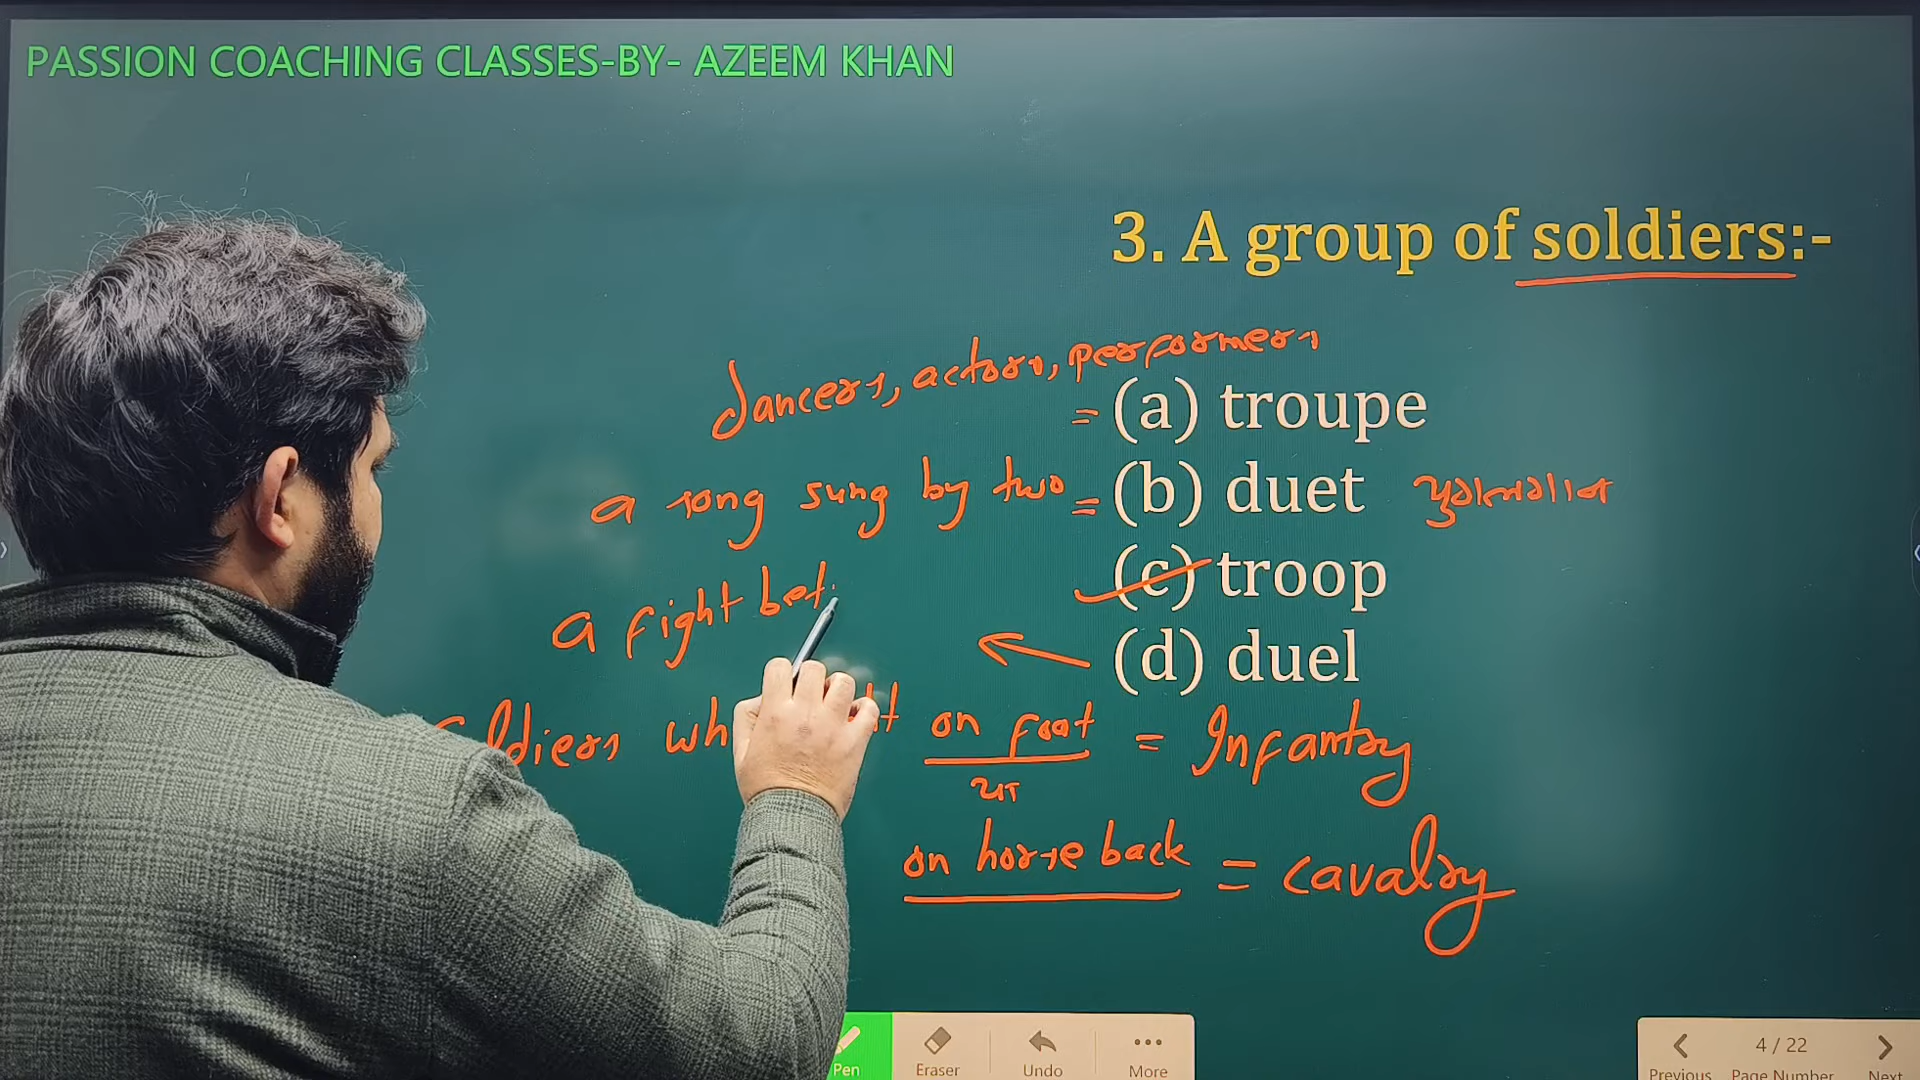 PASSION COACHING CLASSES-BY- AZEEM KHAN
3. A group of soldiers:-
dancers, actors, performers
= (a) troupe
a song sung by two = (b) duet
a fight bet
(c) troop
(d) duel
on foot = Infantry
या
on horse back = cavalry
Pen Eraser Undo More
4 / 22
Previous Page Number Next